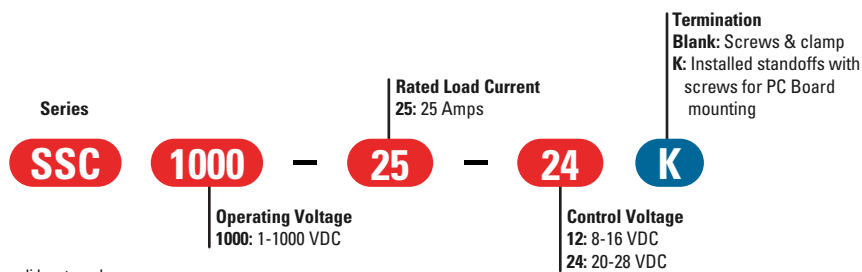 Termination
Blank: Screws & clamp
K: Installed standoffs with
screws for PC Board
mounting
Rated Load Current
25: 25 Amps
Series
SSC 1000 – 25 – 24 K
Operating Voltage
1000: 1-1000 VDC
Control Voltage
12: 8-16 VDC
24: 20-28 VDC